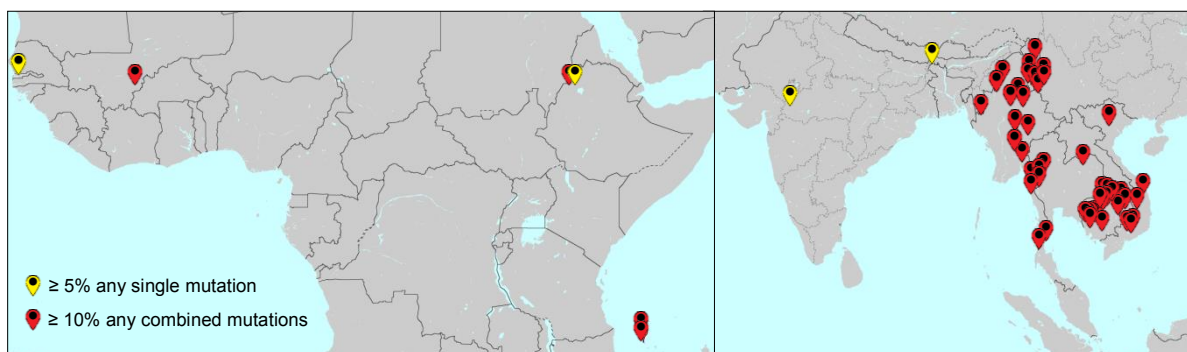 ≥ 5% any single mutation
≥ 10% any combined mutations